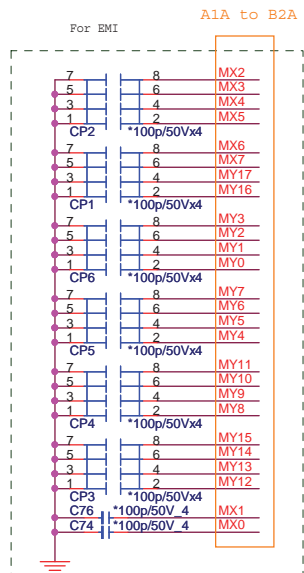 A1A to B2A
For EMI
7 8 MX2
5 6 MX3
3 4 MX4
1 2 MX5
CP2 *100p/50Vx4
7 8 MX6
5 6 MX7
3 4 MY17
1 2 MY16
CP1 *100p/50Vx4
7 8 MY3
5 6 MY2
3 4 MY1
1 2 MY0
CP6 *100p/50Vx4
7 8 MY7
5 6 MY6
3 4 MY5
1 2 MY4
CP5 *100p/50Vx4
7 8 MY11
5 6 MY10
3 4 MY9
1 2 MY8
CP4 *100p/50Vx4
7 8 MY15
5 6 MY14
3 4 MY13
1 2 MY12
CP3 *100p/50Vx4
C76 *100p/50V_4 MX1
C74 *100p/50V_4 MX0